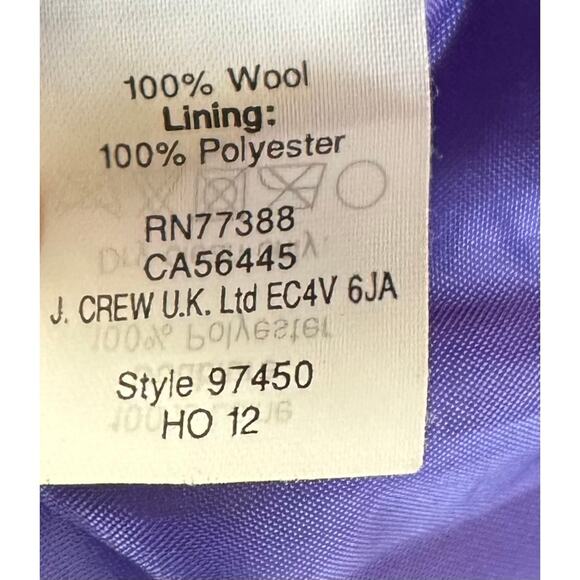 100% Wool
Lining:
100% Polyester
RN77388
CA56445
J. CREW U.K. Ltd EC4V 6JA
Style 97450
HO 12